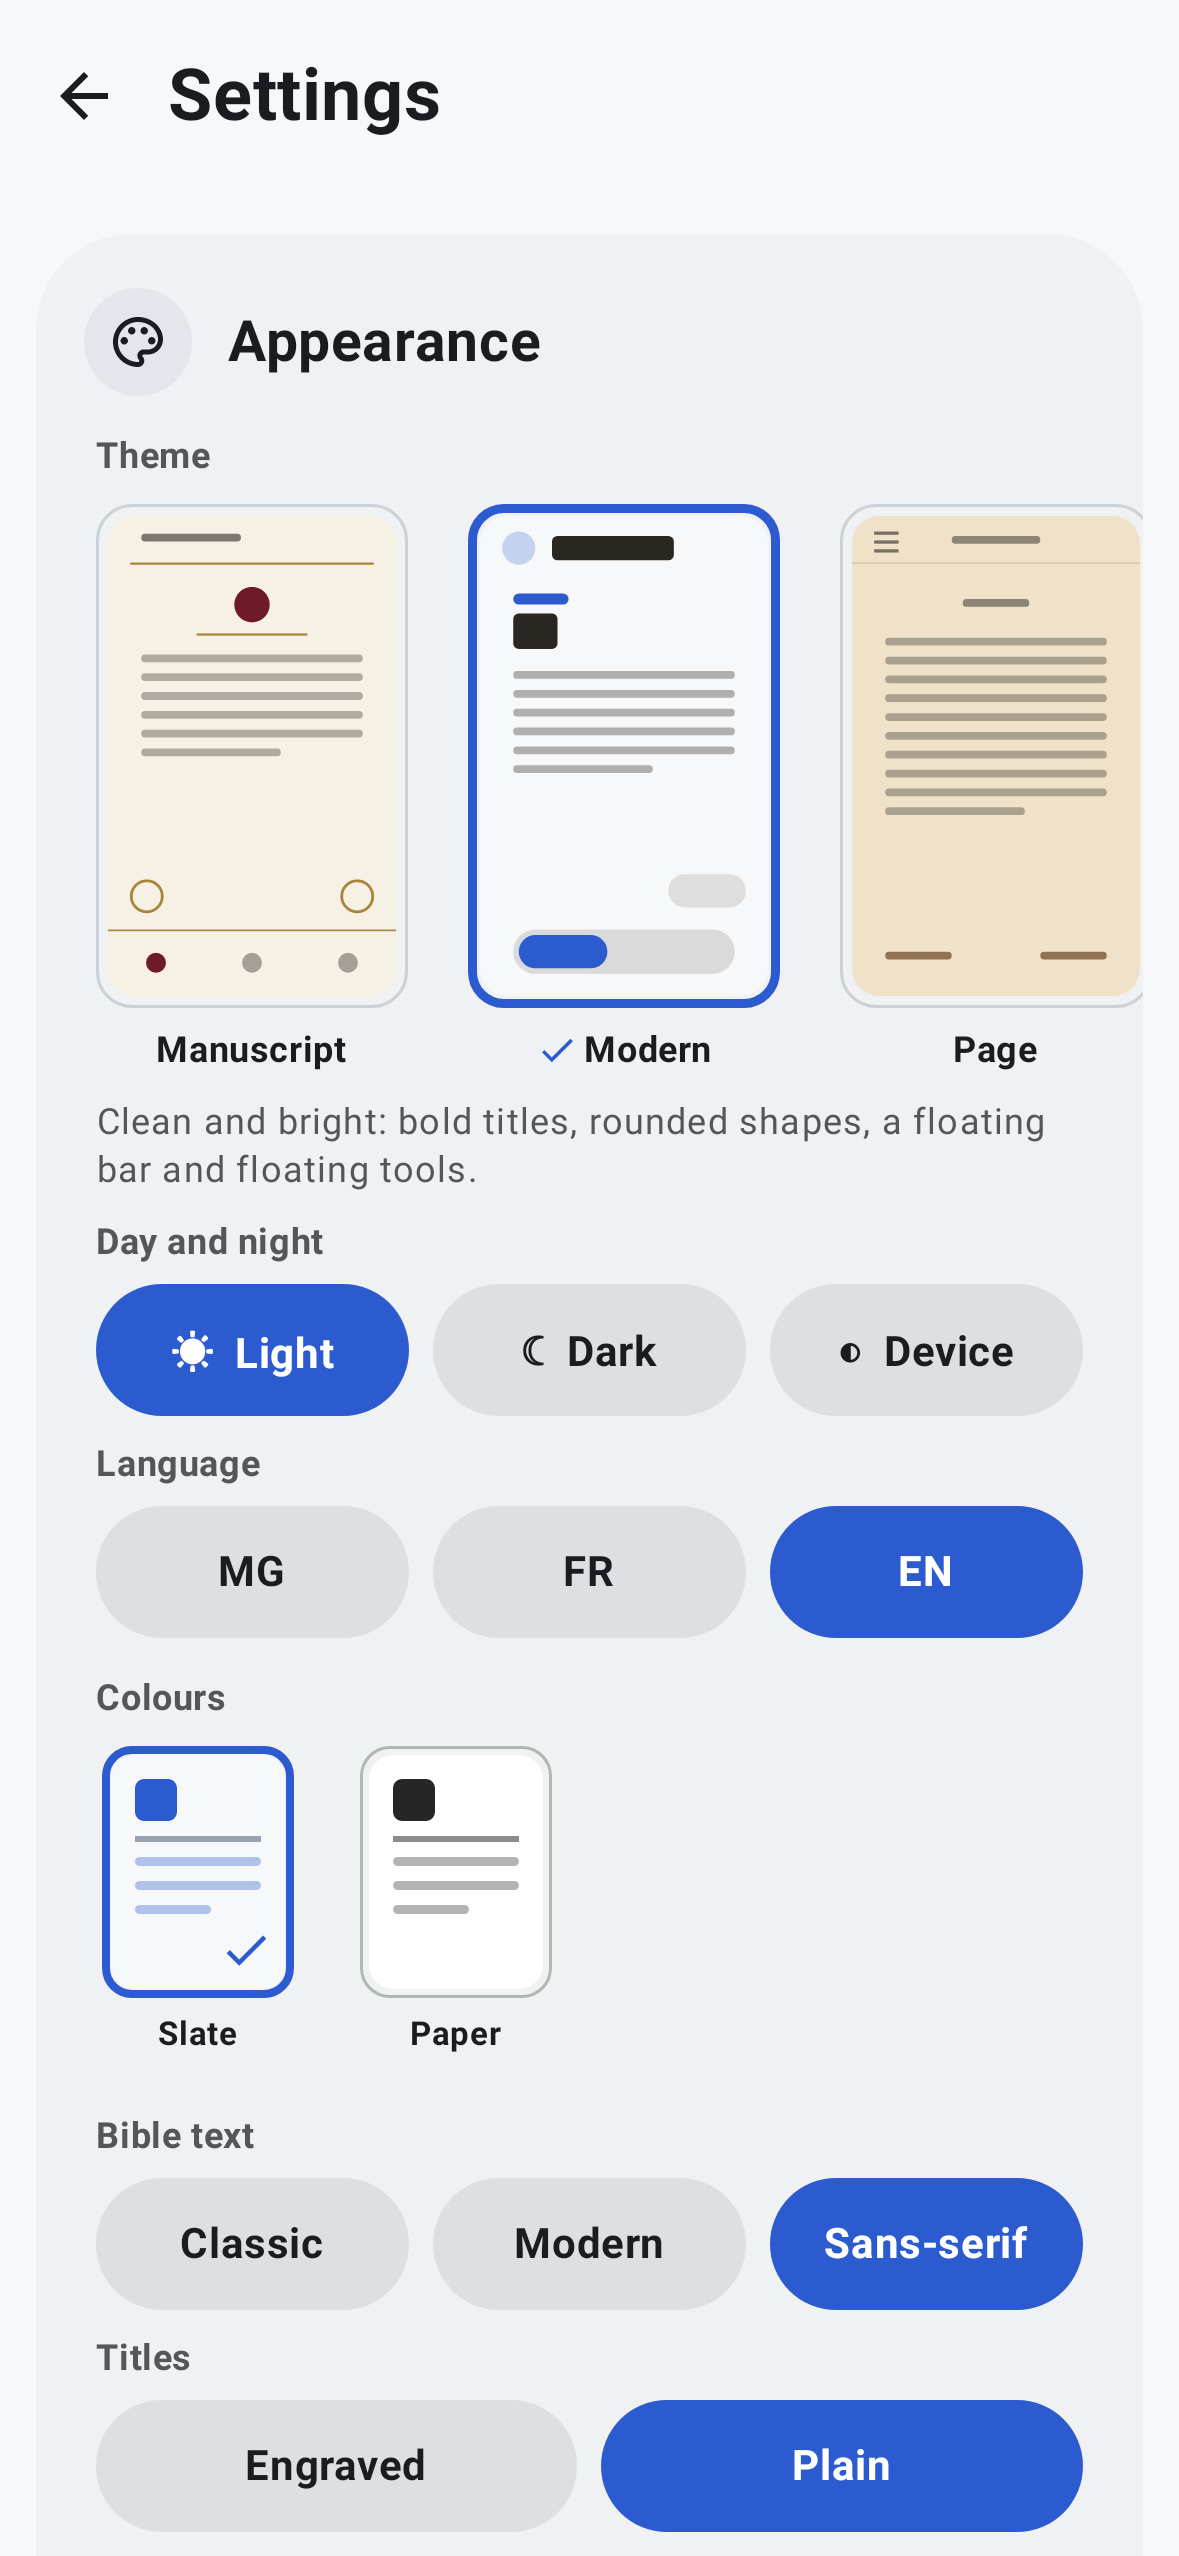 Settings
Appearance
Theme
Manuscript
Modern
Page
Clean and bright: bold titles, rounded shapes, a floating
bar and floating tools.
Day and night
Light
Dark
Device
Language
MG
FR
EN
Colours
Slate
Paper
Bible text
Classic
Modern
Sans-serif
Titles
Engraved
Plain